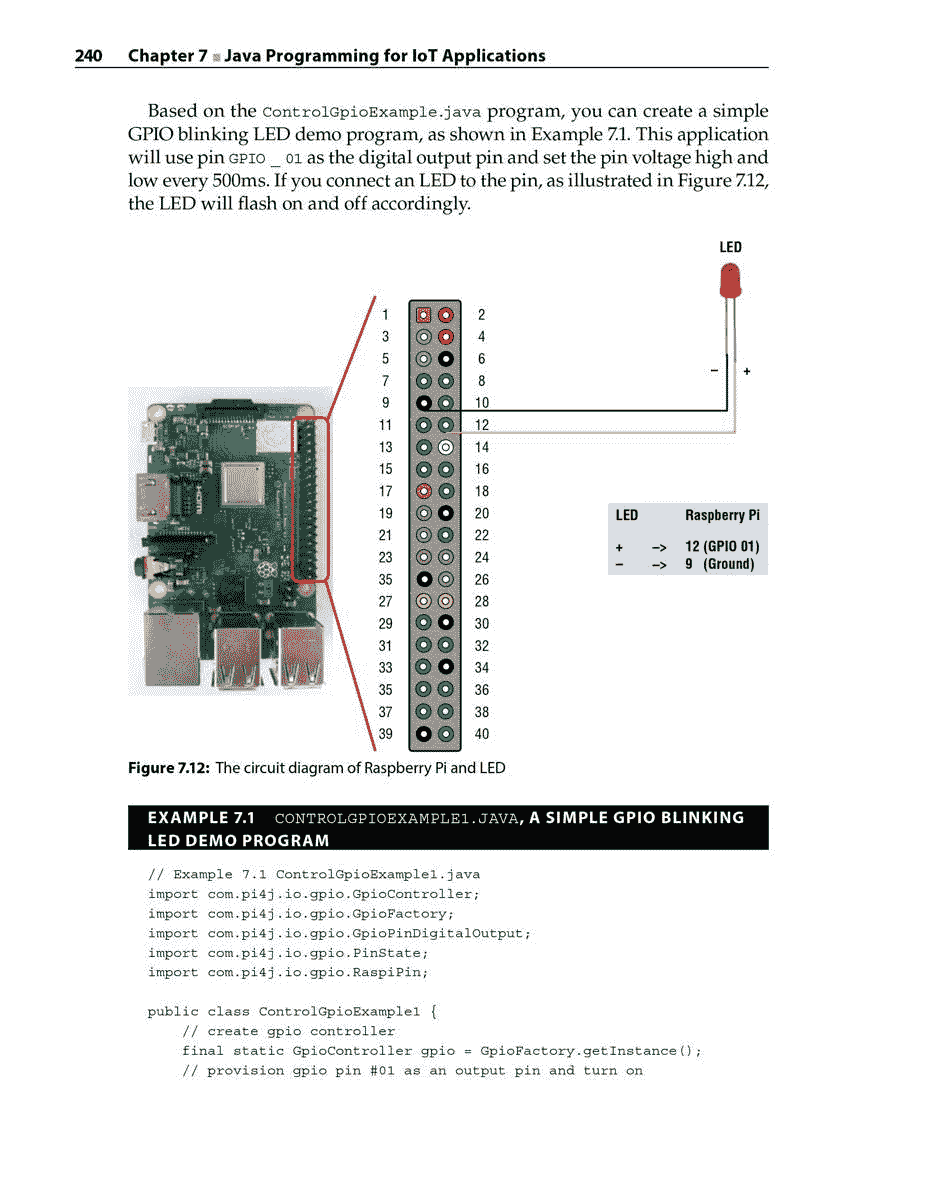 240 Chapter 7 ■ Java Programming for IoT Applications
Based on the ControlGpioExample.java program, you can create a simple
GPIO blinking LED demo program, as shown in Example 7.1. This application
will use pin GPIO _ 01 as the digital output pin and set the pin voltage high and
low every 500ms. If you connect an LED to the pin, as illustrated in Figure 7.12,
the LED will flash on and off accordingly.
LED
1 2
3 4
5 6
– +
7 8
9 10
11 12
13 14
15 16
17 18
19 20
21 22
23 24
35 26
27 28
29 30
31 32
33 34
35 36
37 38
39 40
HDMI
LED Raspberry Pi
+ –> 12 (GPIO 01)
– –> 9 (Ground)
Figure 7.12: The circuit diagram of Raspberry Pi and LED
EXAMPLE 7.1 CONTROLGPIOEXAMPLE1.JAVA, A SIMPLE GPIO BLINKING
LED DEMO PROGRAM
// Example 7.1 ControlGpioExample1.java
import com.pi4j.io.gpio.GpioController;
import com.pi4j.io.gpio.GpioFactory;
import com.pi4j.io.gpio.GpioPinDigitalOutput;
import com.pi4j.io.gpio.PinState;
import com.pi4j.io.gpio.RaspiPin;
public class ControlGpioExample1 {
// create gpio controller
final static GpioController gpio = GpioFactory.getInstance();
// provision gpio pin #01 as an output pin and turn on